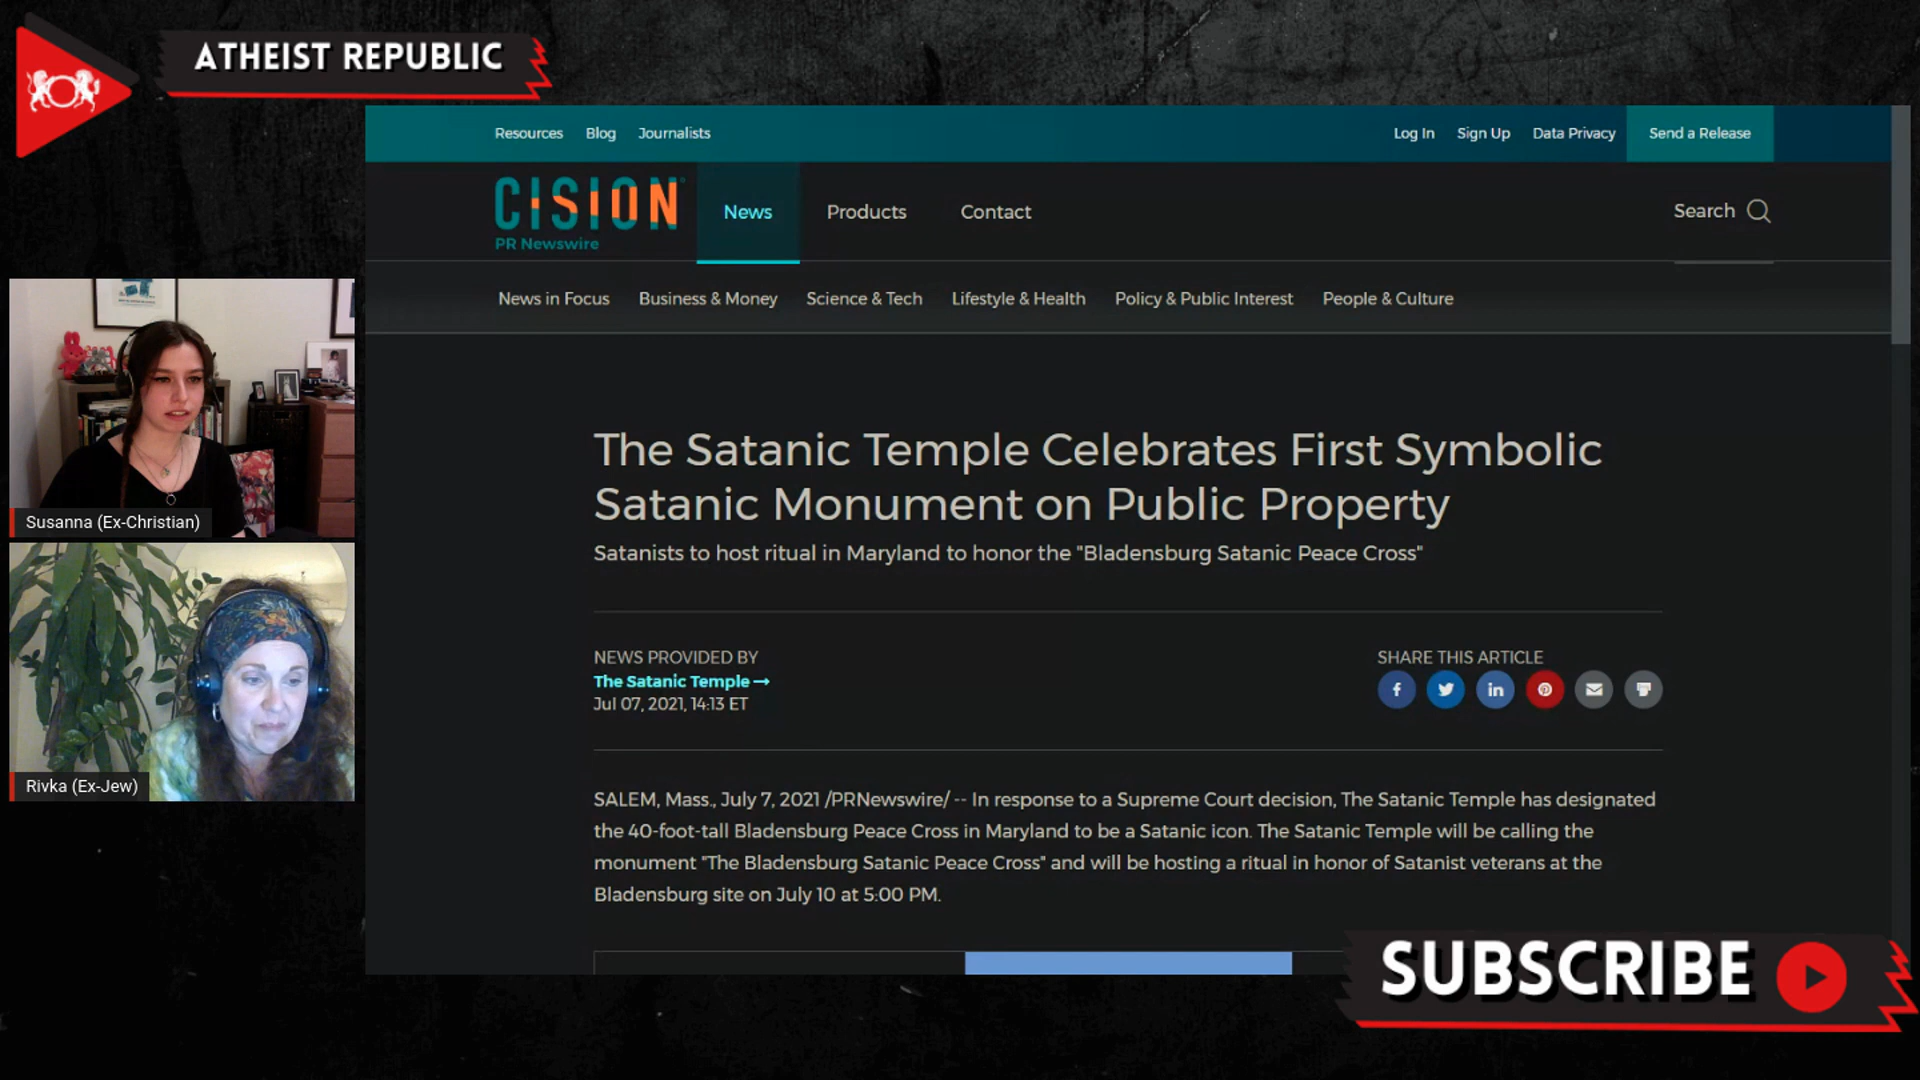 ATHEIST REPUBLIC
Resources Blog Journalists
Log In Sign Up Data Privacy Send a Release
CISION
PR Newswire
News Products Contact
Search
News in Focus Business & Money Science & Tech Lifestyle & Health Policy & Public Interest People & Culture
The Satanic Temple Celebrates First Symbolic
Satanic Monument on Public Property
Satanists to host ritual in Maryland to honor the "Bladensburg Satanic Peace Cross"
NEWS PROVIDED BY
The Satanic Temple →
Jul 07, 2021, 14:13 ET
SHARE THIS ARTICLE
SALEM, Mass., July 7, 2021 /PRNewswire/ -- In response to a Supreme Court decision, The Satanic Temple has designated
the 40-foot-tall Bladensburg Peace Cross in Maryland to be a Satanic icon. The Satanic Temple will be calling the
monument "The Bladensburg Satanic Peace Cross" and will be hosting a ritual in honor of Satanist veterans at the
Bladensburg site on July 10 at 5:00 PM.
Susanna (Ex-Christian)
Rivka (Ex-Jew)
SUBSCRIBE